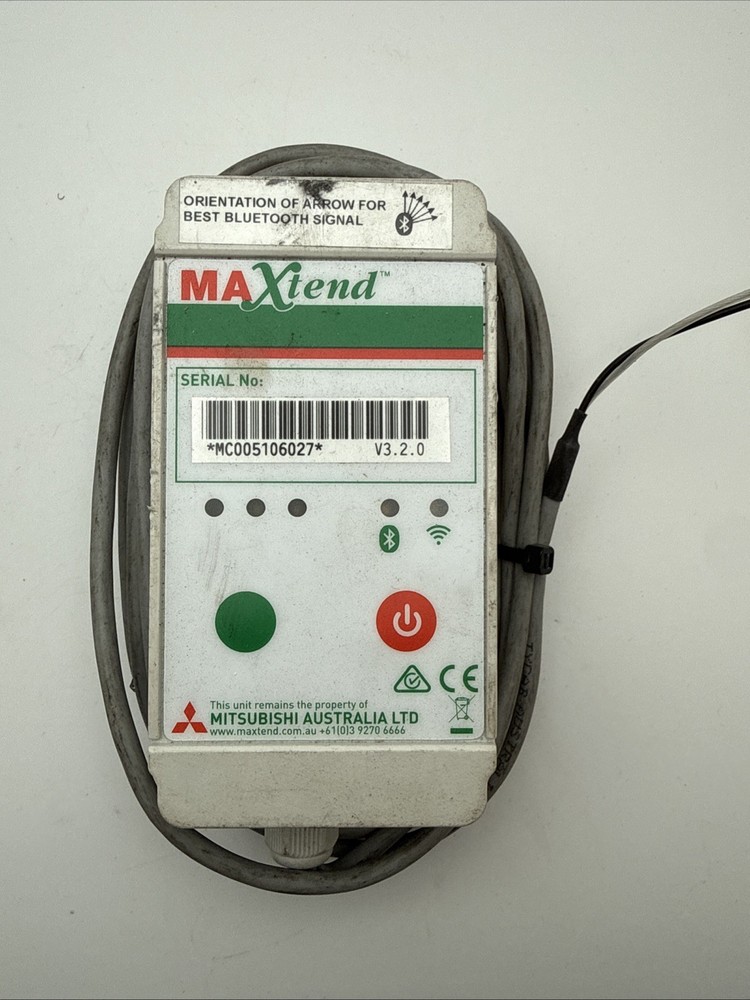 ORIENTATION OF ARROW FOR
BEST BLUETOOTH SIGNAL
MAXtend™
SERIAL No:
*MC005106027* V3.2.0
CE
This unit remains the property of
MITSUBISHI AUSTRALIA LTD
www.maxtend.com.au +61(0)3 9270 6666